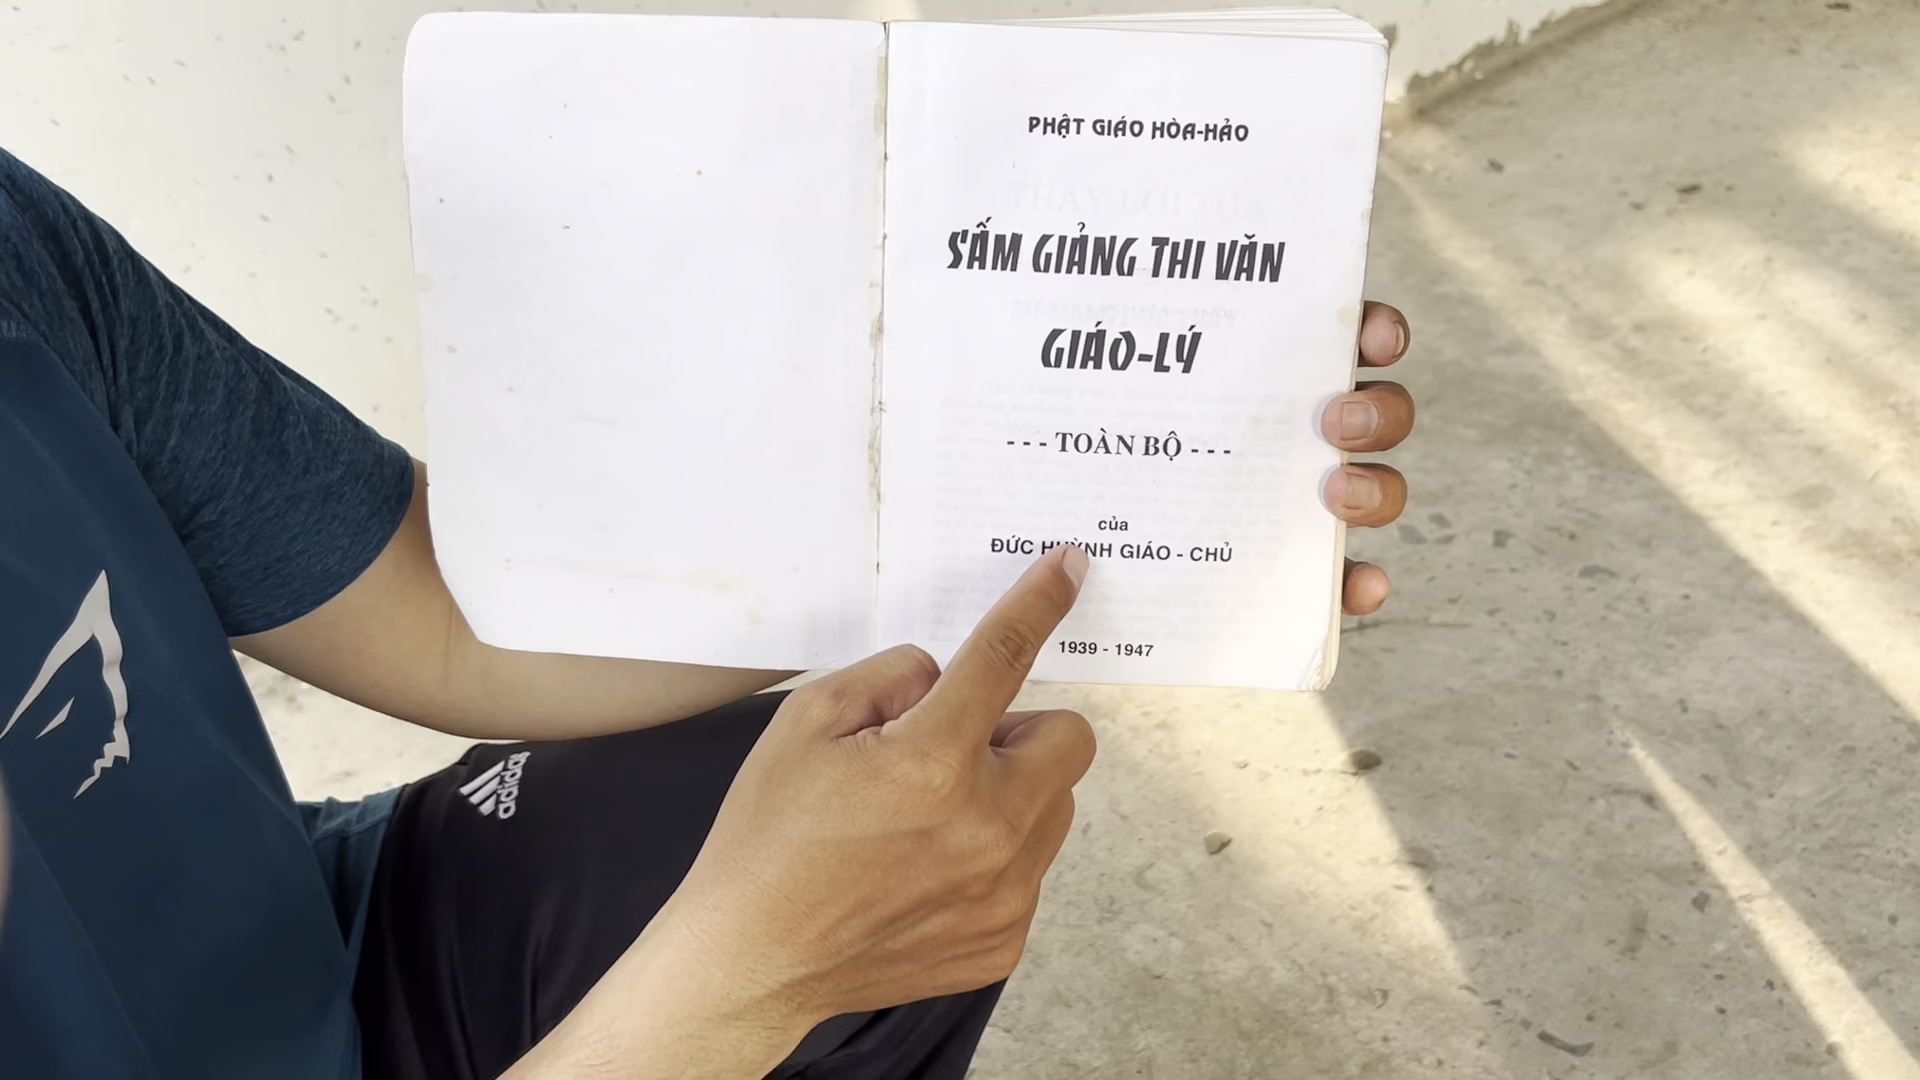 PHẬT GIÁO HÒA-HẢO
SẤM GIẢNG THI VĂN
GIÁO-LÝ
- - - TOÀN BỘ - - -
của
ĐỨC HUỲNH GIÁO - CHỦ
1939 - 1947
adidas